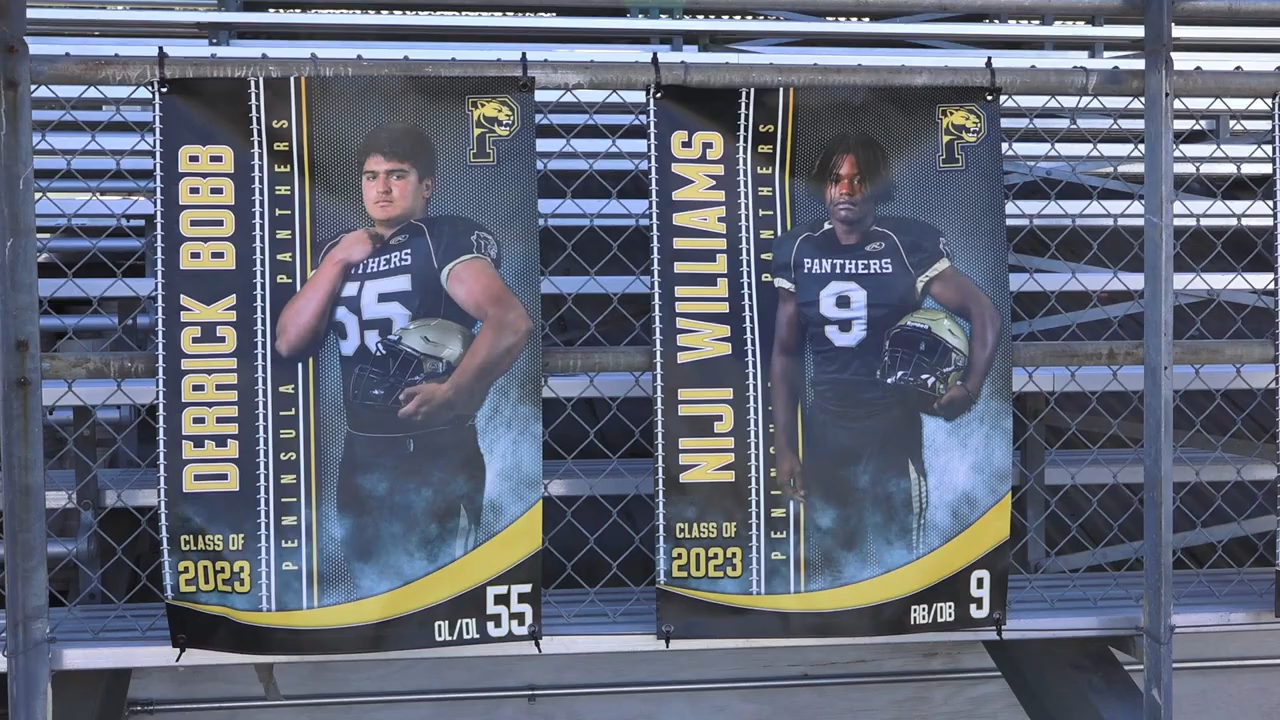 DERRICK BOBB
PENINSULA PANTHERS
P
PANTHERS
55
CLASS OF
2023
OL/DL 55
NIJI WILLIAMS
PANTHERS
P
PANTHERS
9
CLASS OF
2023
RB/DB 9